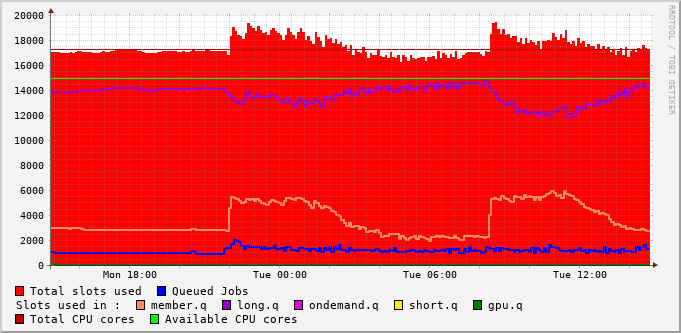 20000
18000
16000
14000
12000
10000
8000
6000
4000
2000
0
Mon 18:00 Tue 00:00 Tue 06:00 Tue 12:00
Total slots used Queued Jobs
Slots used in : member.q long.q ondemand.q short.q gpu.q
Total CPU cores Available CPU cores
RRDTOOL / TOBI OETIKER